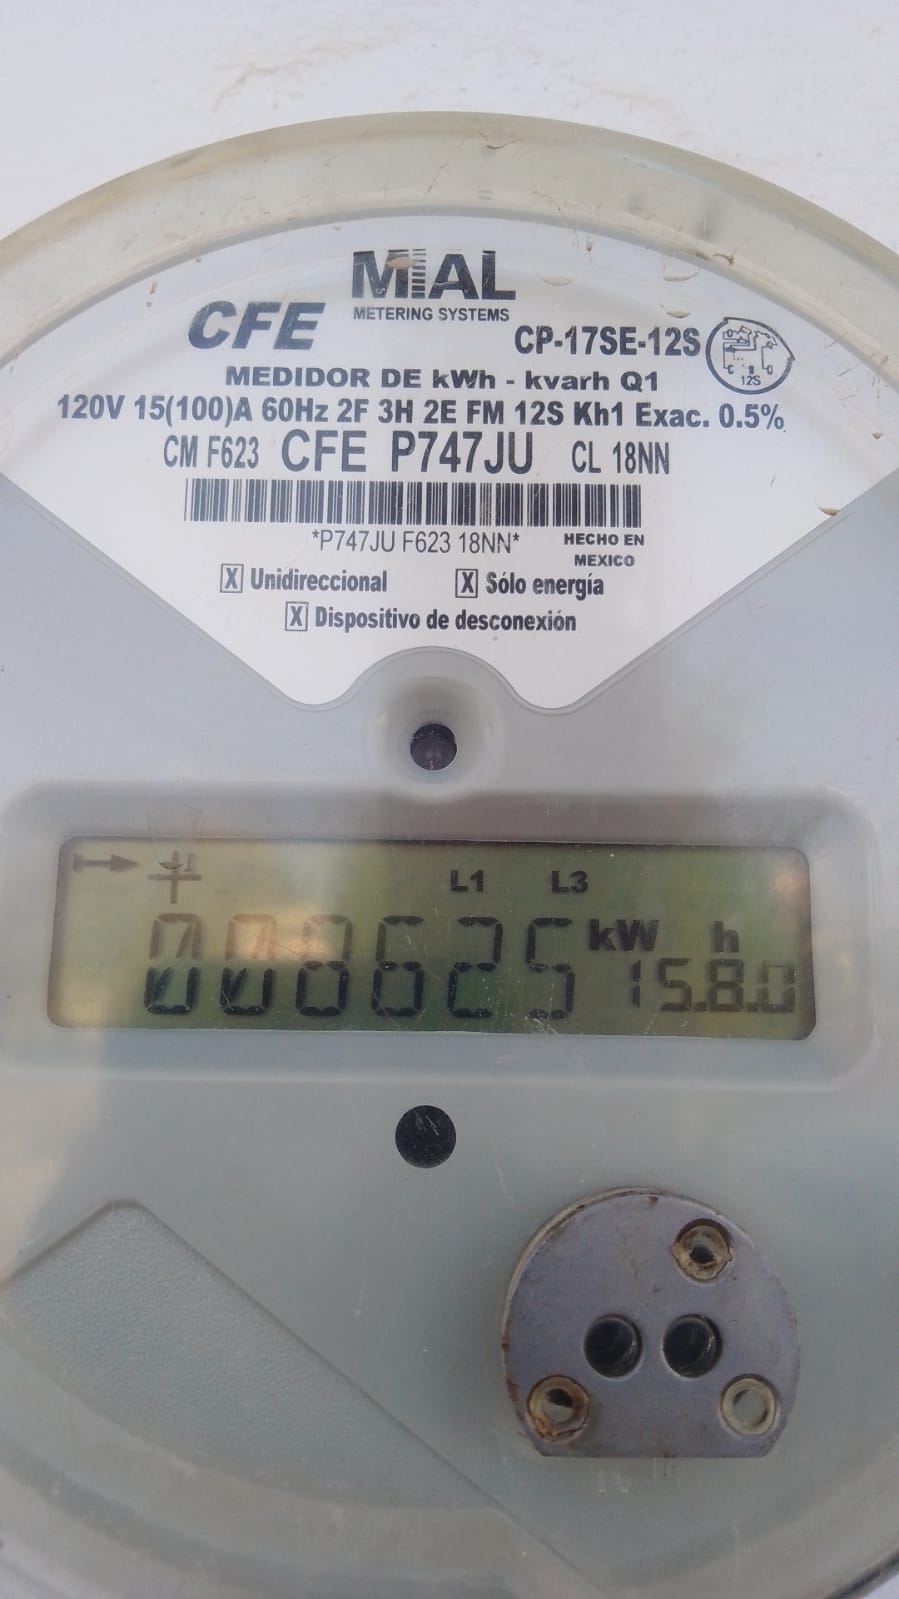 MIAL
METERING SYSTEMS
CFE
CP-17SE-12S
12S
MEDIDOR DE kWh - kvarh Q1
120V 15(100)A 60Hz 2F 3H 2E FM 12S Kh1 Exac. 0.5%
CM F623 CFE P747JU CL 18NN
*P747JU F623 18NN*
HECHO EN
MEXICO
X Unidireccional X Sólo energía
X Dispositivo de desconexión
L1 L3
008625 kW h
15.8.0